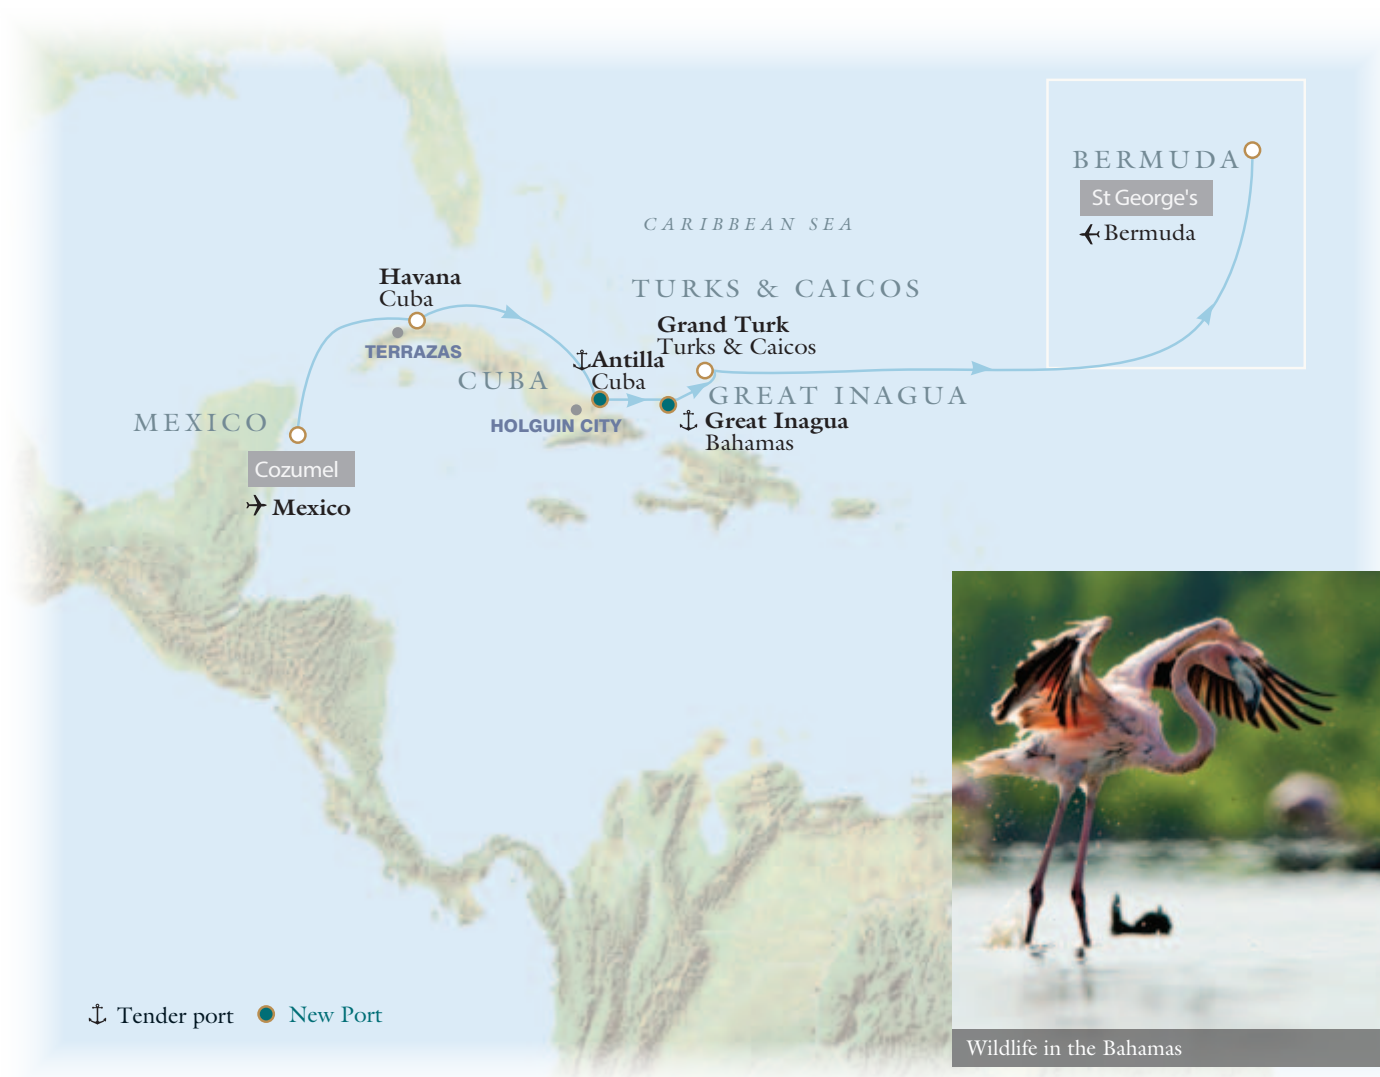 BERMUDA
St George's
Bermuda
CARIBBEAN SEA
TURKS & CAICOS
Havana
Cuba
TERRAZAS
Grand Turk
Turks & Caicos
Antilla
Cuba
CUBA
HOLGUIN CITY
GREAT INAGUA
Great Inagua
Bahamas
MEXICO
Cozumel
Mexico
Tender port
New Port
Wildlife in the Bahamas